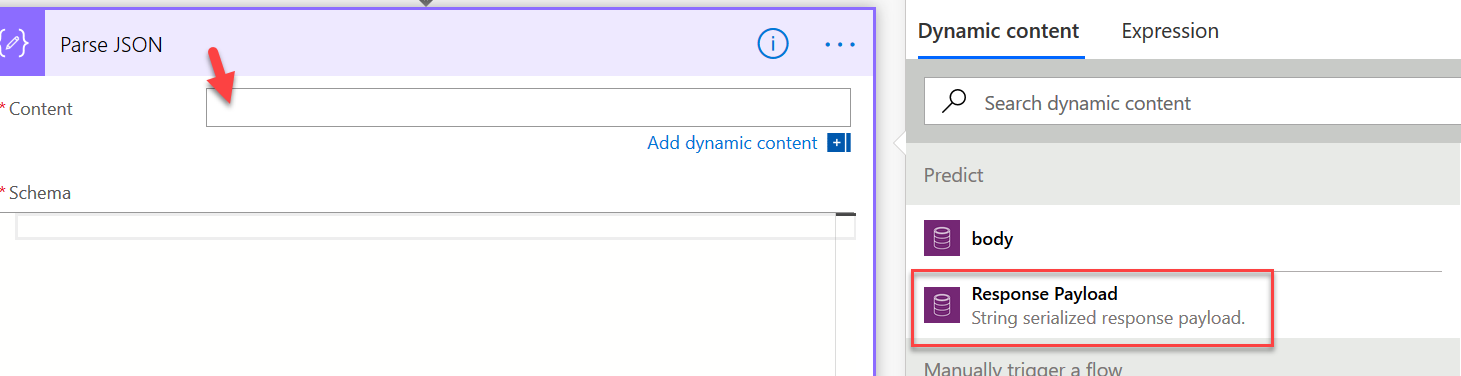 Parse JSON
*Content
Add dynamic content
*Schema
Dynamic content Expression
Search dynamic content
Predict
body
Response Payload
String serialized response payload.
Manually trigger a flow